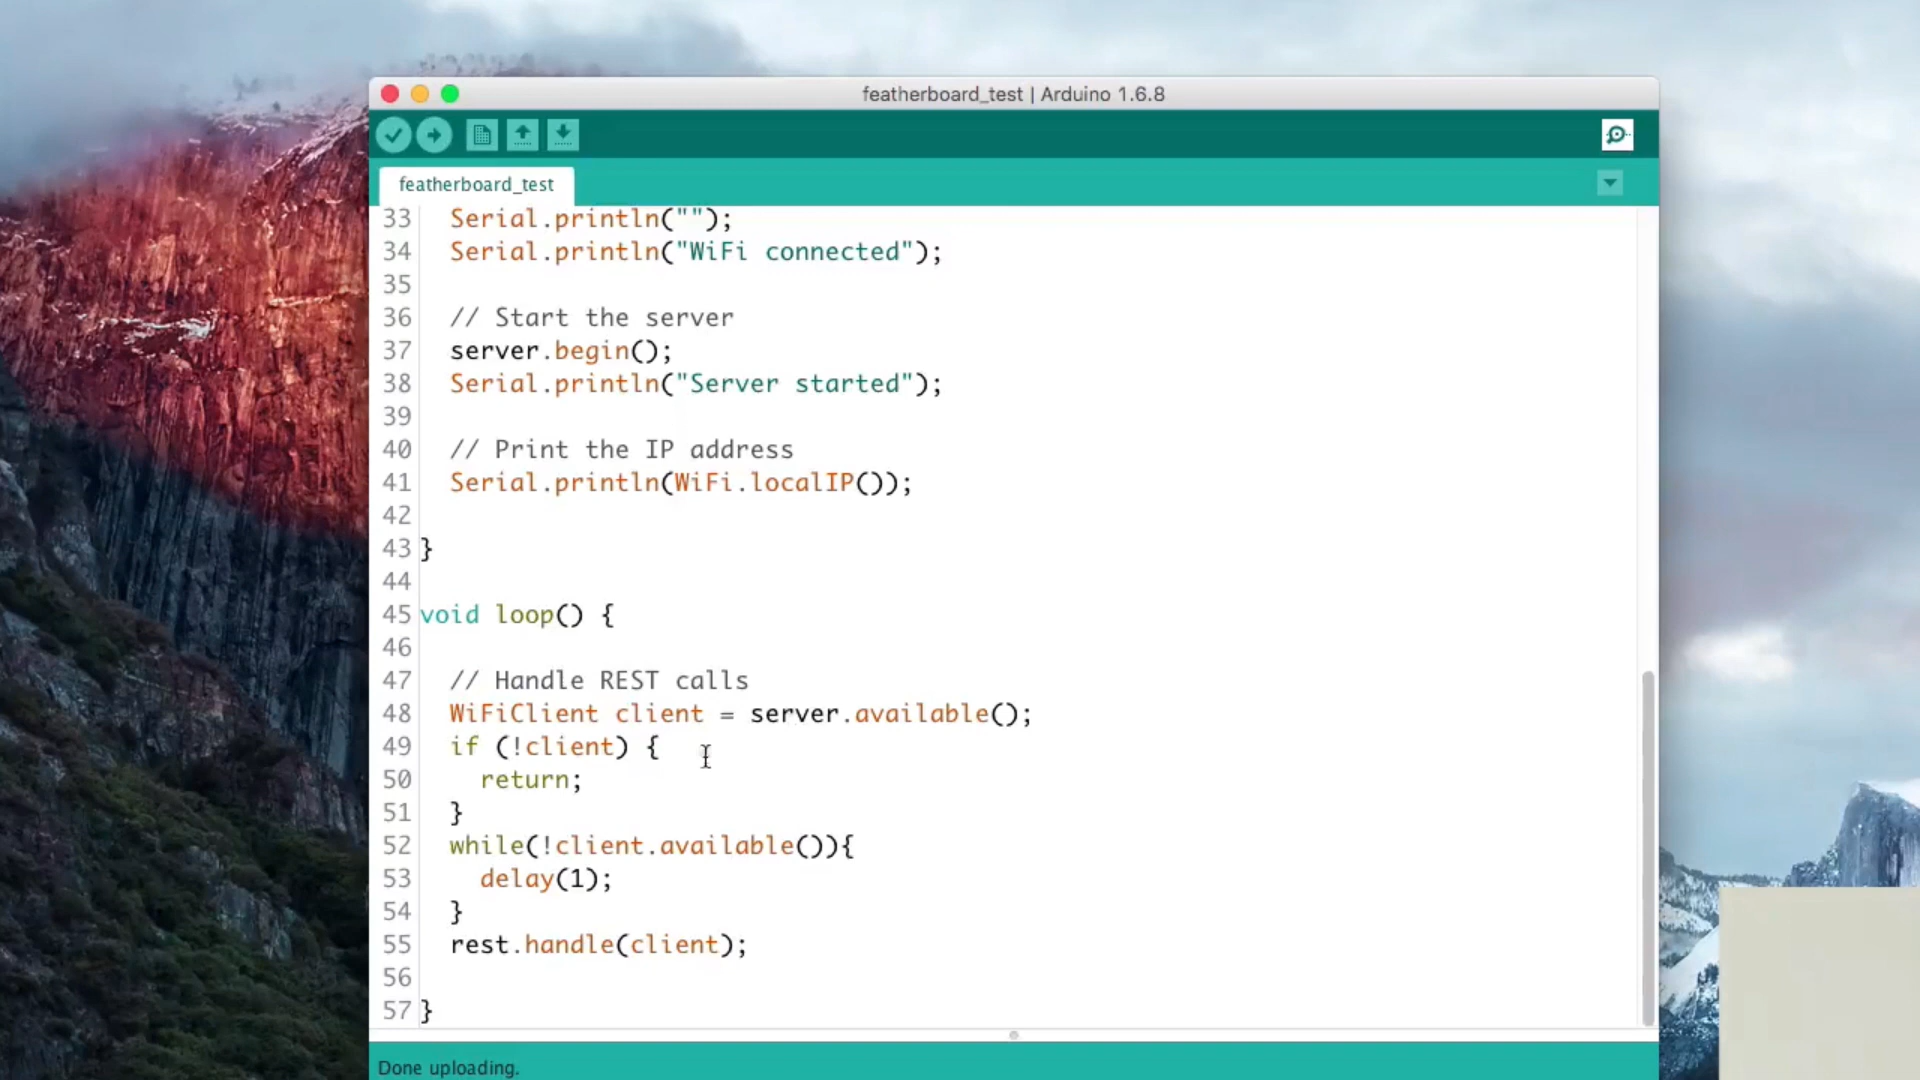 featherboard_test | Arduino 1.6.8
featherboard_test
33 Serial.println("");
34 Serial.println("WiFi connected");
35
36 // Start the server
37 server.begin();
38 Serial.println("Server started");
39
40 // Print the IP address
41 Serial.println(WiFi.localIP());
42
43 }
44
45 void loop() {
46
47 // Handle REST calls
48 WiFiClient client = server.available();
49 if (!client) {
50 return;
51 }
52 while(!client.available()){
53 delay(1);
54 }
55 rest.handle(client);
56
57 }
Done uploading.